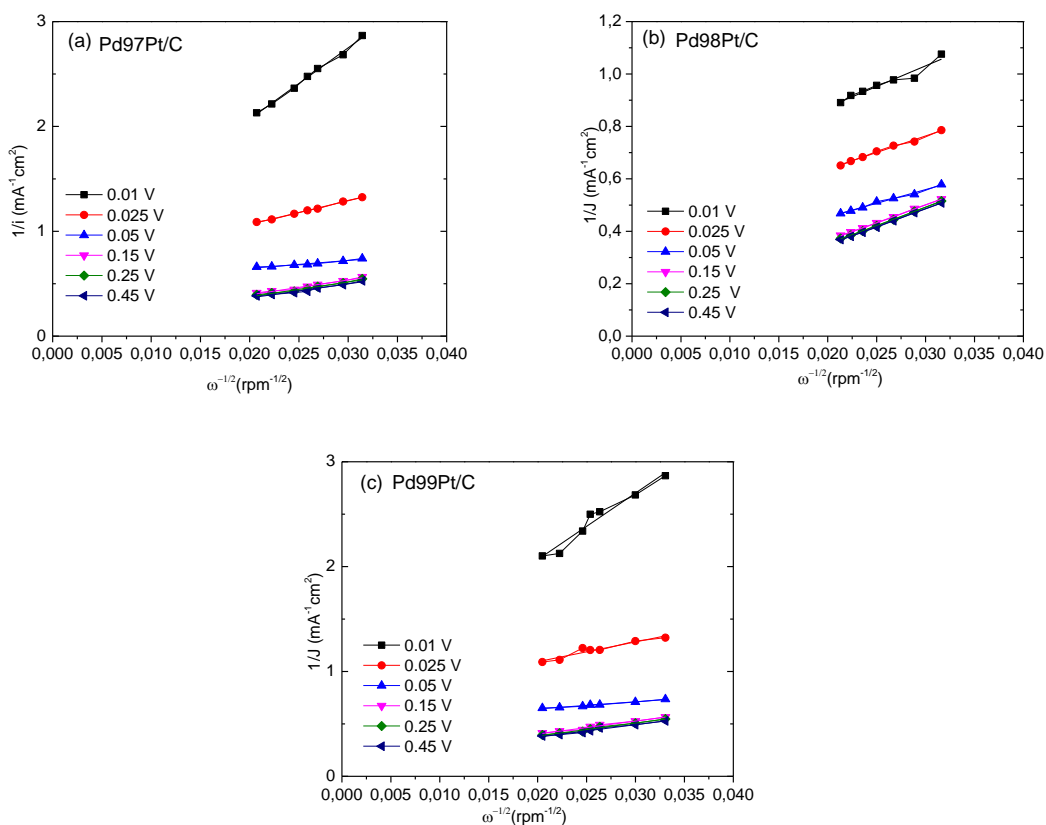 (a) Pd97Pt/C
3
2
1
0
1/i (mA⁻¹cm²)
0.01 V
0.025 V
0.05 V
0.15 V
0.25 V
0.45 V
0,000 0,005 0,010 0,015 0,020 0,025 0,030 0,035 0,040
ω⁻¹/²(rpm⁻¹/²)
(b) Pd98Pt/C
1,2
1,0
0,8
0,6
0,4
0,2
0,0
1/J (mA⁻¹cm²)
0.01 V
0.025 V
0.05 V
0.15 V
0.25 V
0.45 V
0,000 0,005 0,010 0,015 0,020 0,025 0,030 0,035 0,040
ω⁻¹/²(rpm⁻¹/²)
(c) Pd99Pt/C
3
2
1
0
1/J (mA⁻¹cm²)
0.01 V
0.025 V
0.05 V
0.15 V
0.25 V
0.45 V
0,000 0,005 0,010 0,015 0,020 0,025 0,030 0,035 0,040
ω⁻¹/²(rpm⁻¹/²)